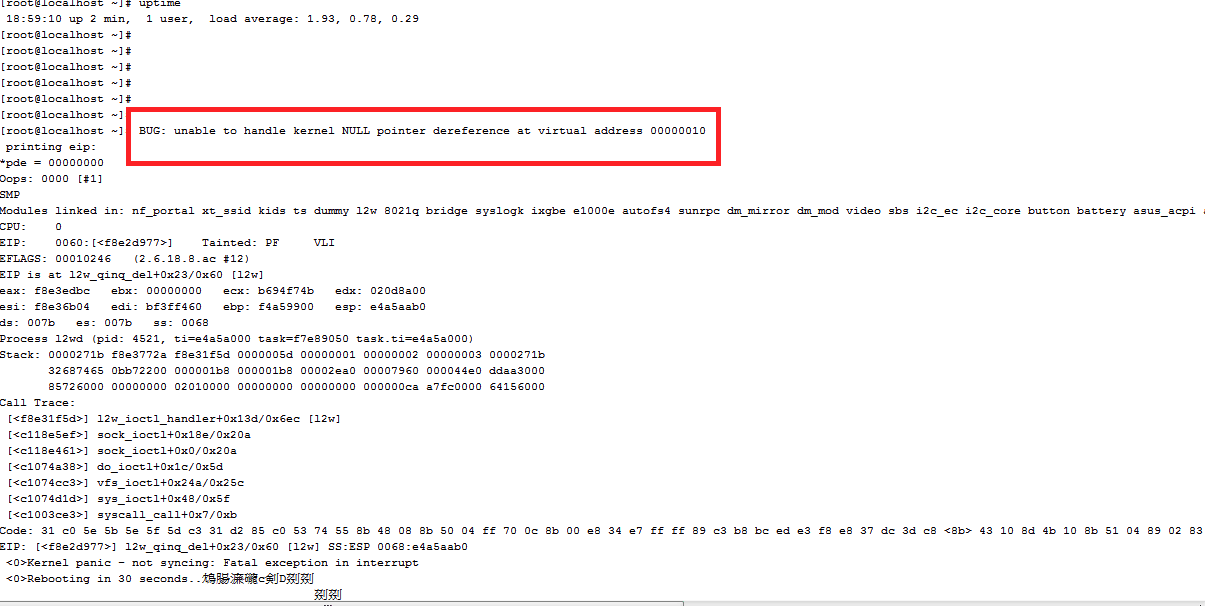 [root@localhost ~]# uptime
 18:59:10 up 2 min,  1 user,  load average: 1.93, 0.78, 0.29
[root@localhost ~]#
[root@localhost ~]#
[root@localhost ~]#
[root@localhost ~]#
[root@localhost ~]#
[root@localhost ~]
[root@localhost ~] BUG: unable to handle kernel NULL pointer dereference at virtual address 00000010
 printing eip:
*pde = 00000000
Oops: 0000 [#1]
SMP
Modules linked in: nf_portal xt_ssid kids ts dummy l2w 8021q bridge syslogk ixgbe e1000e autofs4 sunrpc dm_mirror dm_mod video sbs i2c_ec i2c_core button battery asus_acpi
CPU:    0
EIP:    0060:[<f8e2d977>]    Tainted: PF     VLI
EFLAGS: 00010246   (2.6.18.8.ac #12)
EIP is at l2w_qinq_del+0x23/0x60 [l2w]
eax: f8e3edbc   ebx: 00000000   ecx: b694f74b   edx: 020d8a00
esi: f8e36b04   edi: bf3ff460   ebp: f4a59900   esp: e4a5aab0
ds: 007b   es: 007b   ss: 0068
Process l2wd (pid: 4521, ti=e4a5a000 task=f7e89050 task.ti=e4a5a000)
Stack: 0000271b f8e3772a f8e31f5d 0000005d 00000001 00000002 00000003 0000271b
       32687465 0bb72200 000001b8 000001b8 00002ea0 00007960 000044e0 ddaa3000
       85726000 00000000 02010000 00000000 00000000 000000ca a7fc0000 64156000
Call Trace:
 [<f8e31f5d>] l2w_ioctl_handler+0x13d/0x6ec [l2w]
 [<c118e5ef>] sock_ioctl+0x18e/0x20a
 [<c118e461>] sock_ioctl+0x0/0x20a
 [<c1074a38>] do_ioctl+0x1c/0x5d
 [<c1074cc3>] vfs_ioctl+0x24a/0x25c
 [<c1074d1d>] sys_ioctl+0x48/0x5f
 [<c1003ce3>] syscall_call+0x7/0xb
Code: 31 c0 5e 5b 5e 5f 5d c3 31 d2 85 c0 53 74 55 8b 48 08 8b 50 04 ff 70 0c 8b 00 e8 34 e7 ff ff 89 c3 b8 bc ed e3 f8 e8 37 dc 3d c8 <8b> 43 10 8d 4b 10 8b 51 04 89 02 83
EIP: [<f8e2d977>] l2w_qinq_del+0x23/0x60 [l2w] SS:ESP 0068:e4a5aab0
 <0>Kernel panic - not syncing: Fatal exception in interrupt
 <0>Rebooting in 30 seconds..